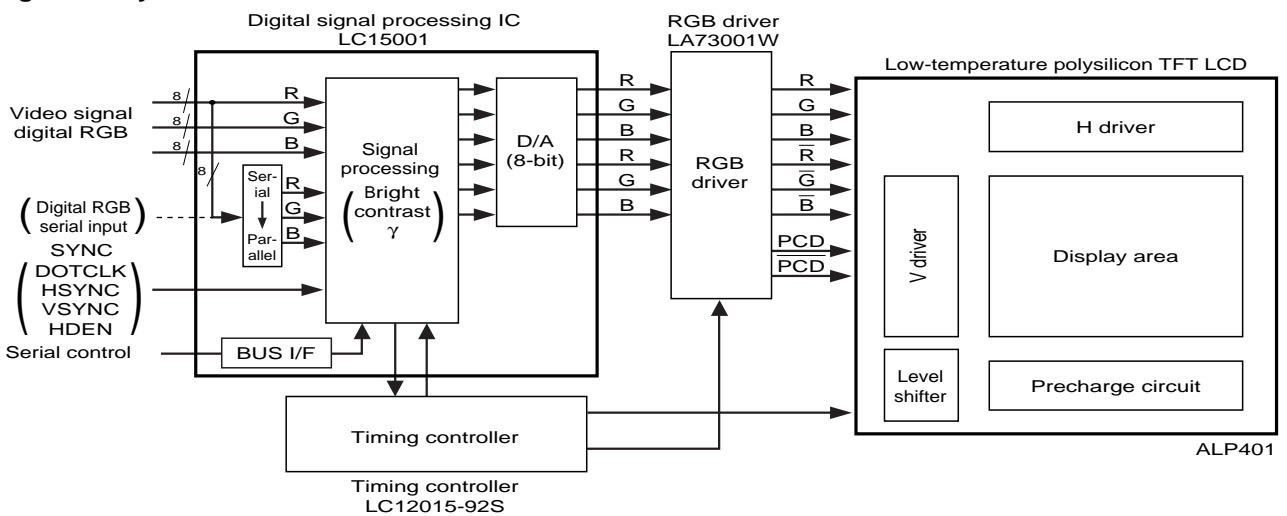 Digital signal processing IC
LC15001
RGB driver
LA73001W
Low-temperature polysilicon TFT LCD
Video signal
digital RGB
8
8
8
8
R
G
B
Ser-
ial
Par-
allel
R
G
B
(Digital RGB
serial input)
SYNC
(DOTCLK
HSYNC
VSYNC
HDEN)
Serial control
BUS I/F
Signal
processing
(Bright
contrast
γ)
D/A
(8-bit)
R
G
B
R
G
B
RGB
driver
R
G
B
R̅
G̅
B̅
PCD
P̅C̅D̅
H driver
V driver
Display area
Level
shifter
Precharge circuit
ALP401
Timing controller
Timing controller
LC12015-92S